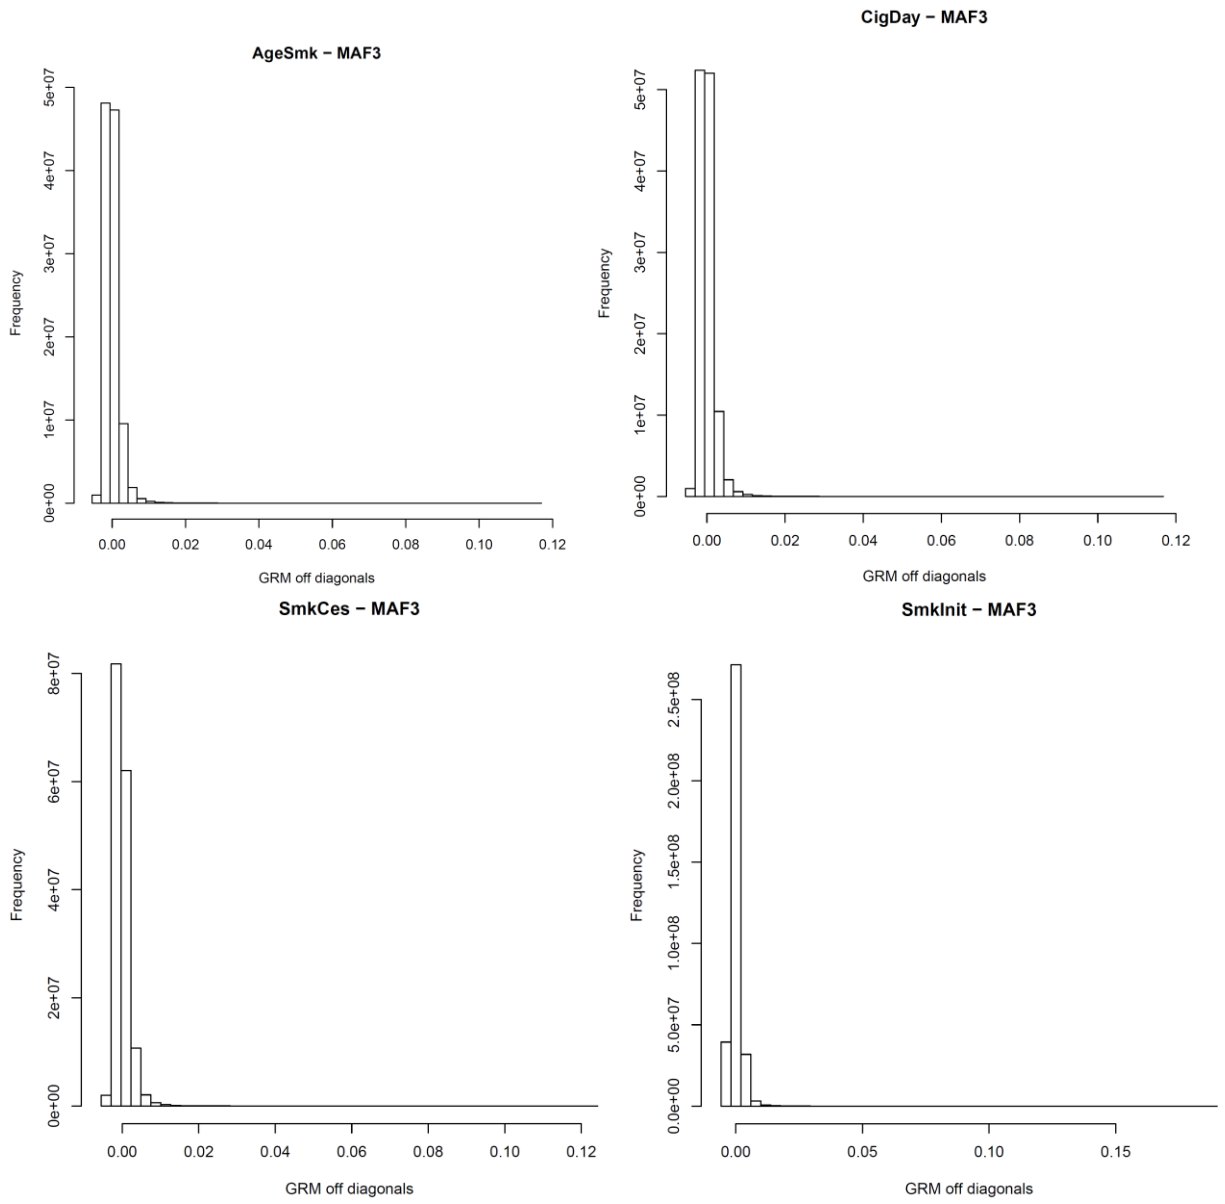 AgeSmk − MAF3
Frequency
5e+07
4e+07
3e+07
2e+07
1e+07
0e+00
0.00 0.02 0.04 0.06 0.08 0.10 0.12
GRM off diagonals
CigDay − MAF3
Frequency
5e+07
4e+07
3e+07
2e+07
1e+07
0e+00
0.00 0.02 0.04 0.06 0.08 0.10 0.12
GRM off diagonals
SmkCes − MAF3
Frequency
8e+07
6e+07
4e+07
2e+07
0e+00
0.00 0.02 0.04 0.06 0.08 0.10 0.12
GRM off diagonals
SmkInit − MAF3
Frequency
2.5e+08
2.0e+08
1.5e+08
1.0e+08
5.0e+07
0.0e+00
0.00 0.05 0.10 0.15
GRM off diagonals